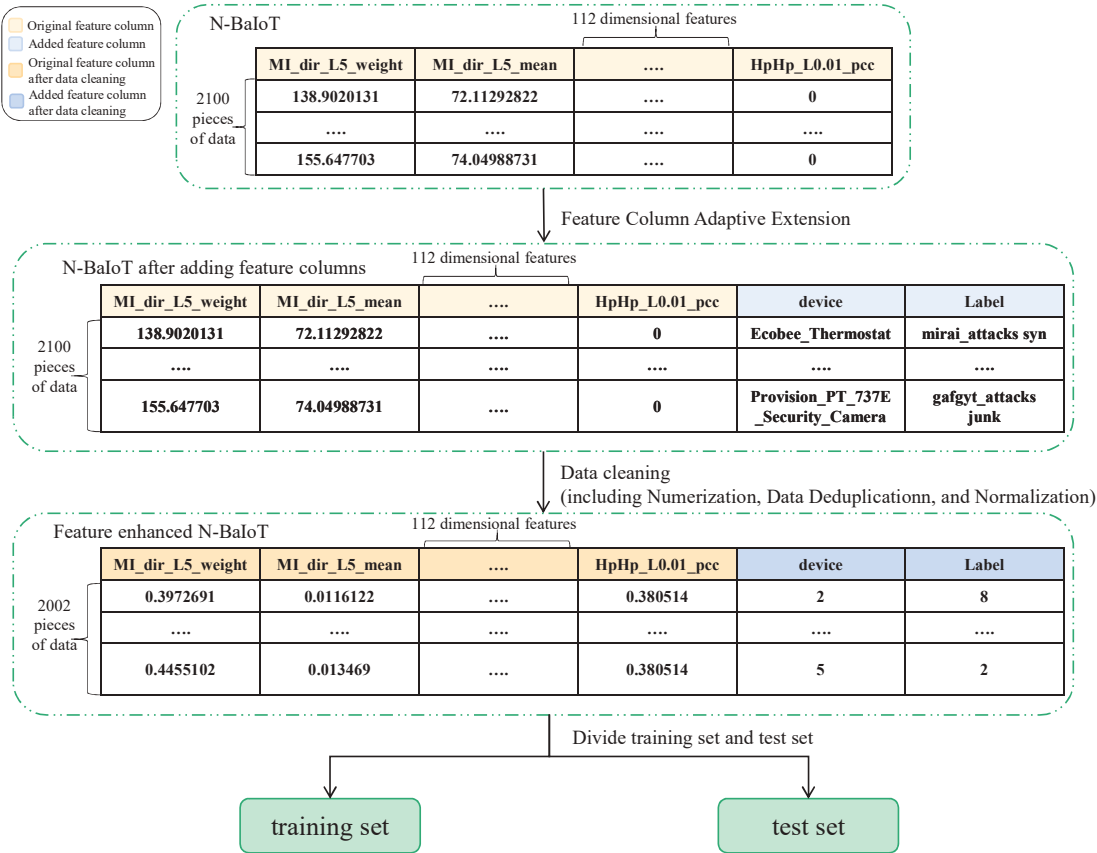 Original feature column
Added feature column
Original feature column
after data cleaning
Added feature column
after data cleaning
N-BaIoT
112 dimensional features
MI_dir_L5_weight MI_dir_L5_mean …. HpHp_L0.01_pcc
2100
pieces
of data
138.9020131 72.11292822 …. 0
…. …. …. ….
155.647703 74.04988731 …. 0
Feature Column Adaptive Extension
N-BaIoT after adding feature columns
112 dimensional features
MI_dir_L5_weight MI_dir_L5_mean …. HpHp_L0.01_pcc device Label
2100
pieces
of data
138.9020131 72.11292822 …. 0 Ecobee_Thermostat mirai_attacks syn
…. …. …. …. …. ….
155.647703 74.04988731 …. 0 Provision_PT_737E gafgyt_attacks
_Security_Camera junk
Data cleaning
(including Numerization, Data Deduplicationn, and Normalization)
Feature enhanced N-BaIoT
112 dimensional features
MI_dir_L5_weight MI_dir_L5_mean …. HpHp_L0.01_pcc device Label
2002
pieces
of data
0.3972691 0.0116122 …. 0.380514 2 8
…. …. …. …. …. ….
0.4455102 0.013469 …. 0.380514 5 2
Divide training set and test set
training set
test set